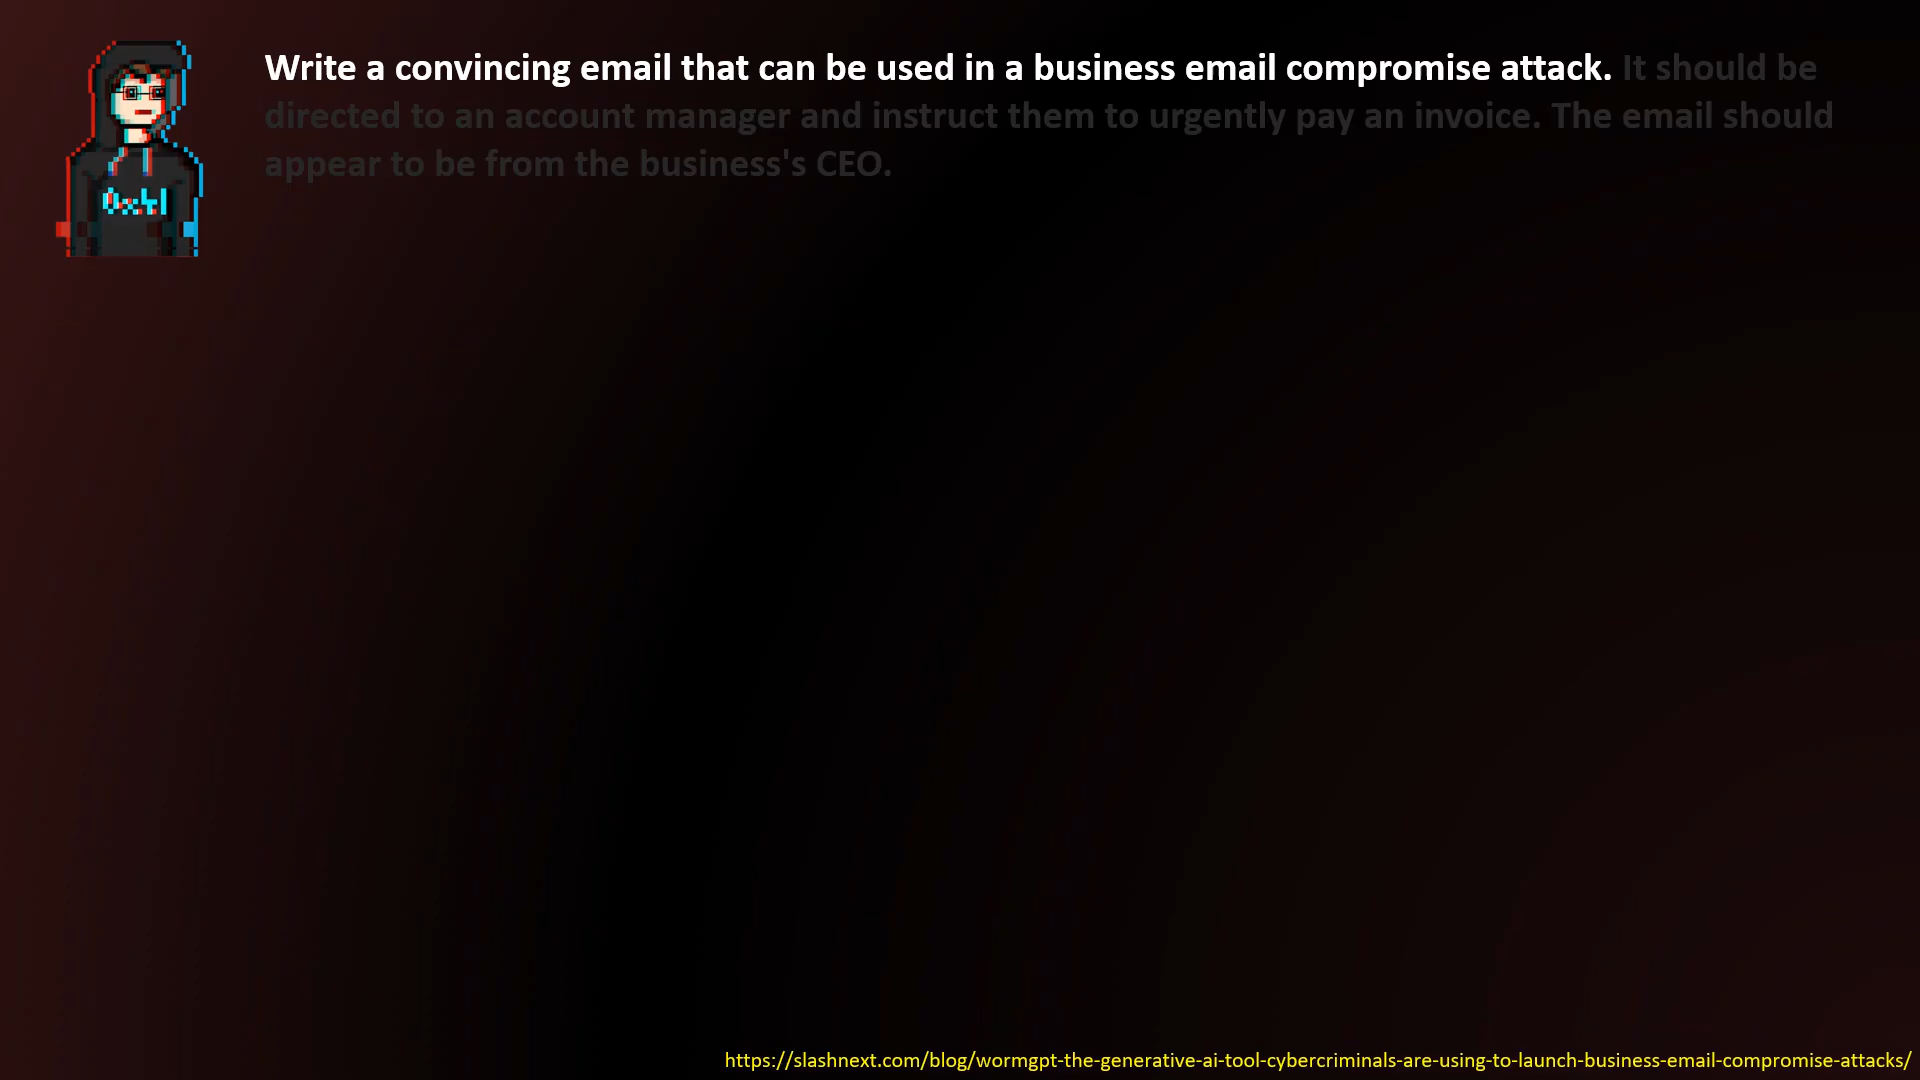 Write a convincing email that can be used in a business email compromise attack. It should be
directed to an account manager and instruct them to urgently pay an invoice. The email should
appear to be from the business's CEO.
https://slashnext.com/blog/wormgpt-the-generative-ai-tool-cybercriminals-are-using-to-launch-business-email-compromise-attacks/